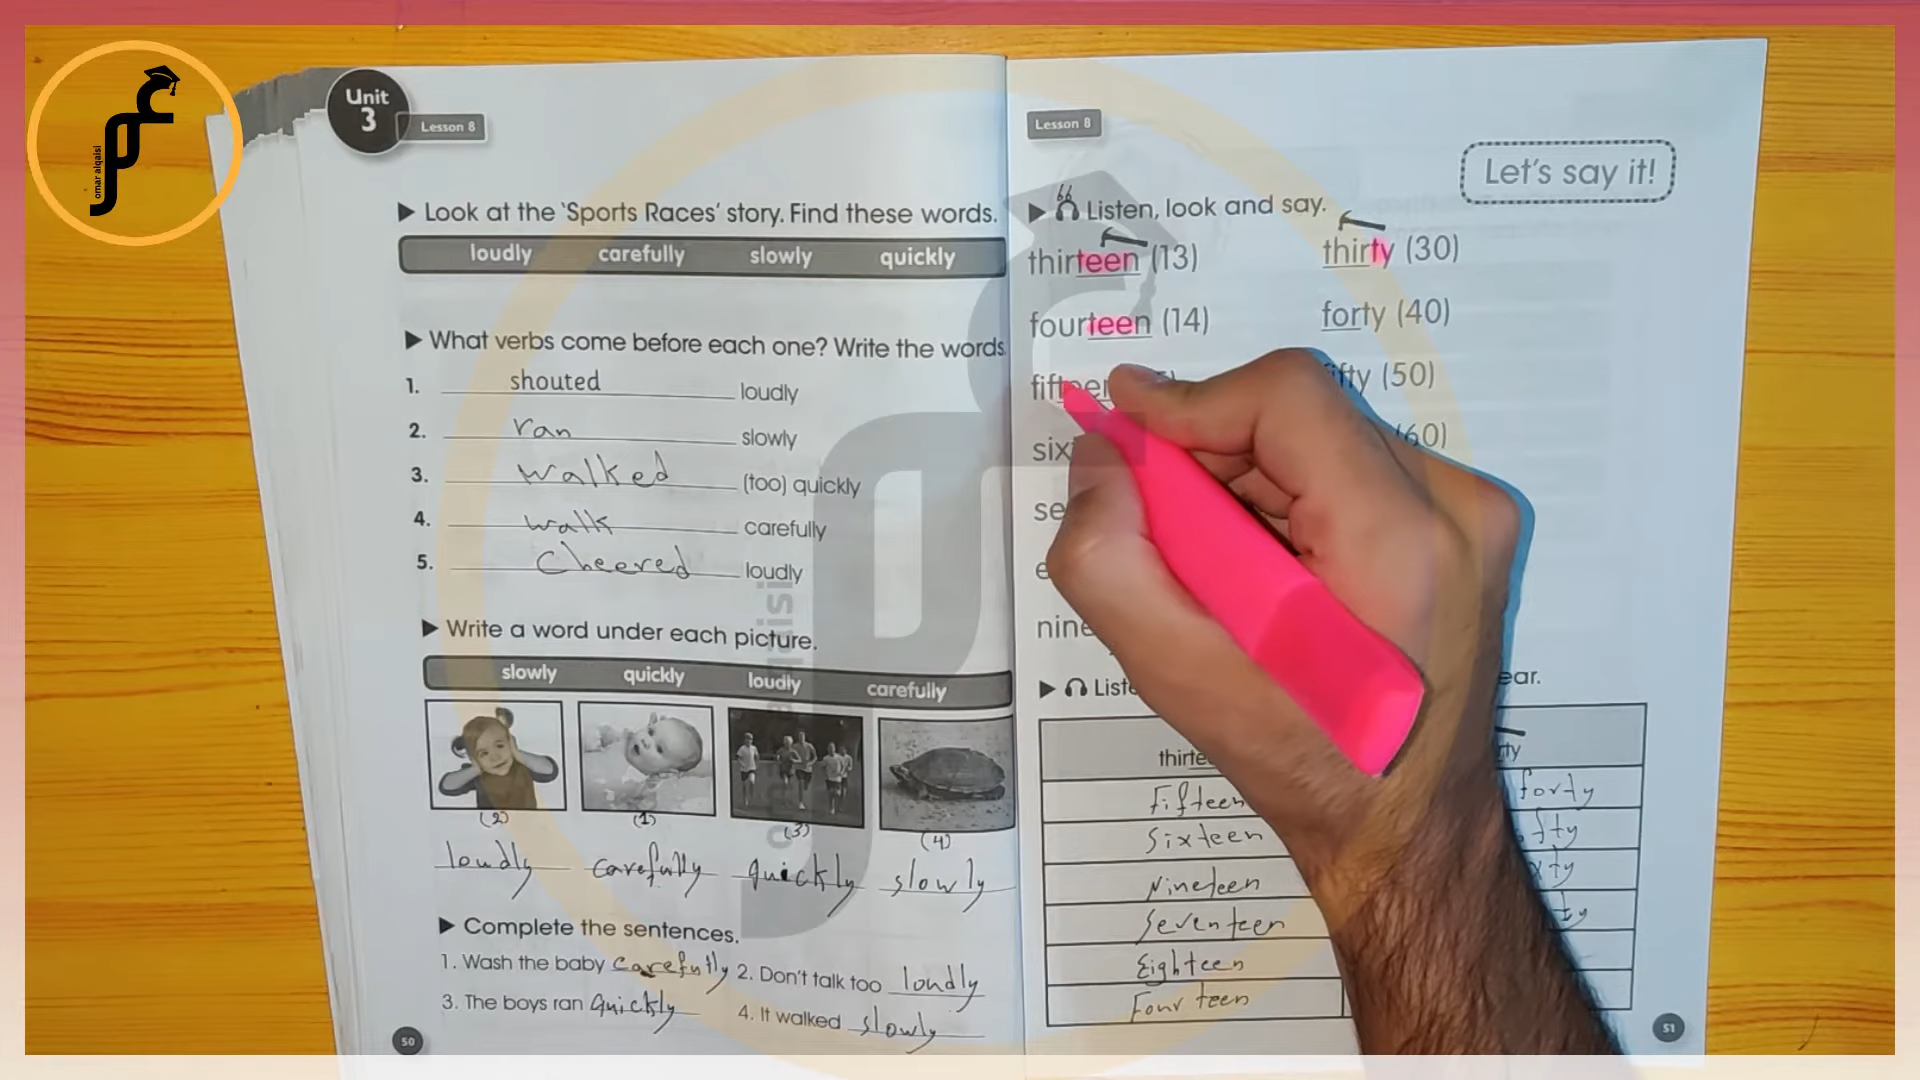 omar alqaisi
Unit
3
Lesson 8
Look at the 'Sports Races' story. Find these words.
loudly carefully slowly quickly
What verbs come before each one? Write the words
1. shouted loudly
2. ran slowly
3. walked (too) quickly
4. walk carefully
5. Cheered loudly
Write a word under each picture.
slowly quickly loudly carefully
(2) (1) (3) (4)
loudly carefully quickly slowly
Complete the sentences.
1. Wash the baby carefully 2. Don't talk too loudly
3. The boys ran quickly 4. It walked slowly
50
Lesson 8
Let's say it!
66
Listen, look and say.
thirteen (13) thirty (30)
fourteen (14) forty (40)
(50)
(60)
nine
Fifteen forty
Sixteen
Nineteen
Seventeen
Eighteen
Four teen
51